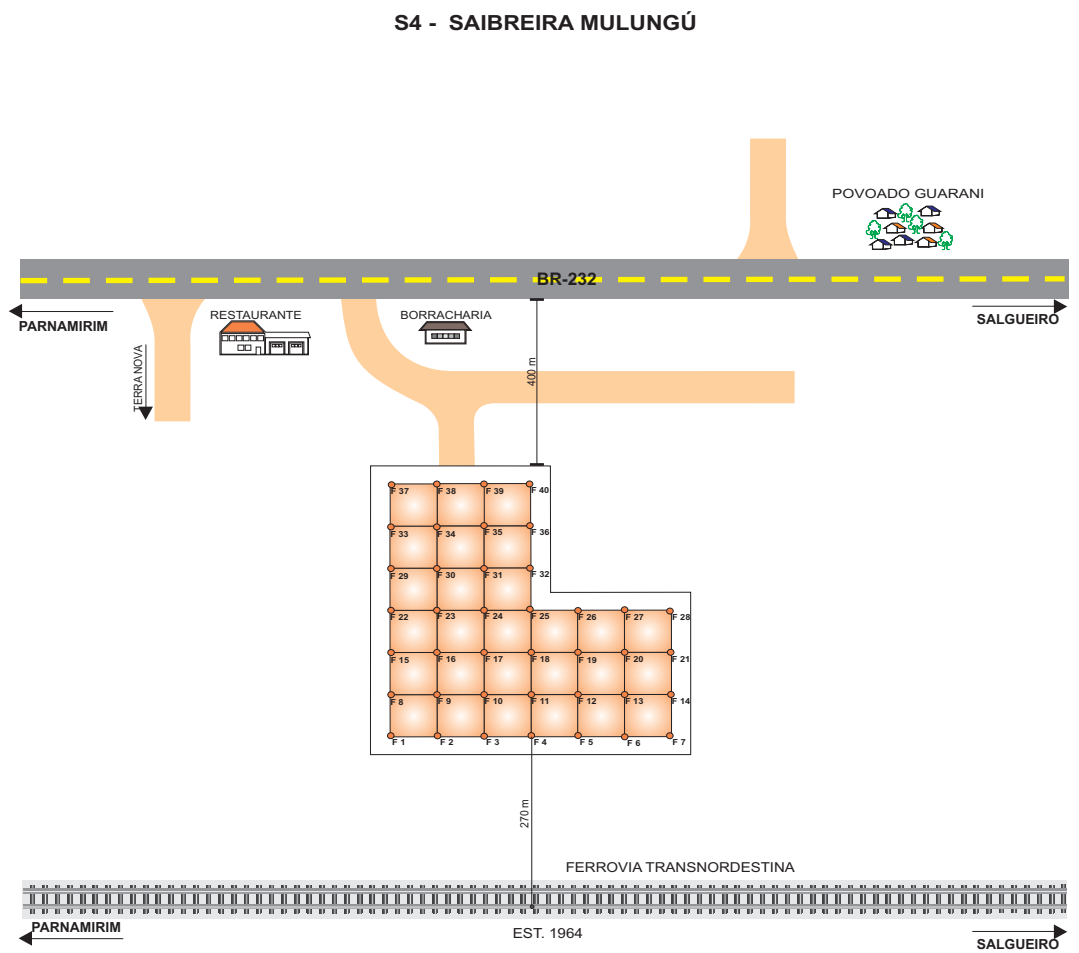 S4 - SAIBREIRA MULUNGÚ
POVOADO GUARANI
BR-232
PARNAMIRIM
SALGUEIRO
RESTAURANTE
BORRACHARIA
TERRA NOVA
400 m
F 37 F 38 F 39 F 40
F 33 F 34 F 35 F 36
F 29 F 30 F 31 F 32
F 22 F 23 F 24 F 25 F 26 F 27 F 28
F 15 F 16 F 17 F 18 F 19 F 20 F 21
F 8 F 9 F 10 F 11 F 12 F 13 F 14
F 1 F 2 F 3 F 4 F 5 F 6 F 7
270 m
FERROVIA TRANSNORDESTINA
PARNAMIRIM
EST. 1964
SALGUEIRO